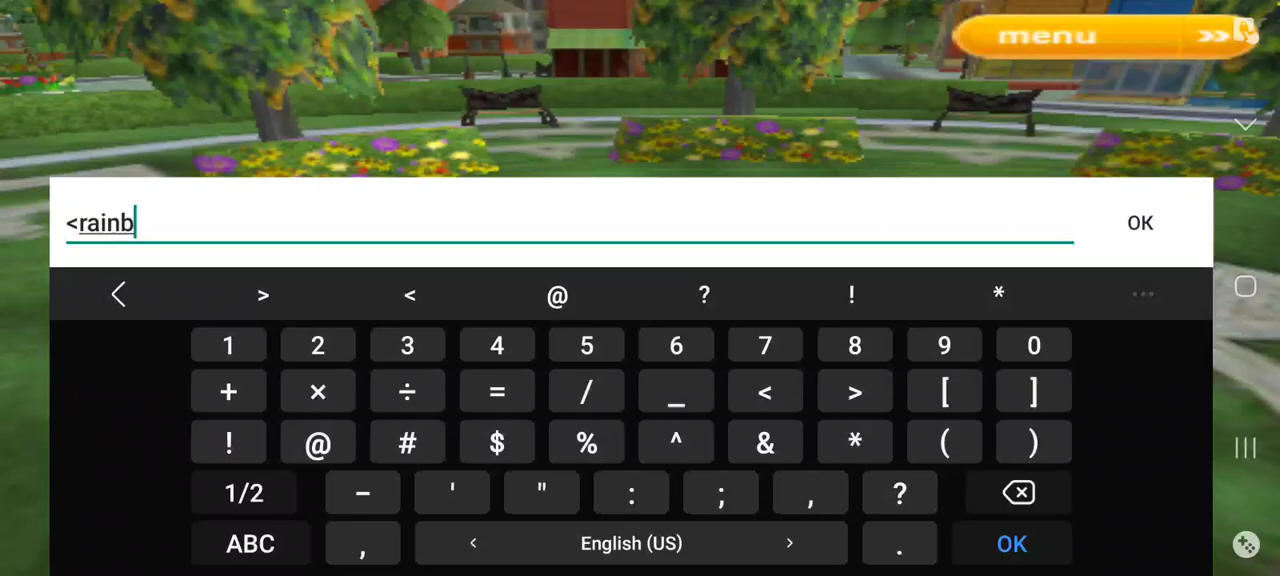 menu >>
<rainb
OK
> < @ ? ! * ...
1 2 3 4 5 6 7 8 9 0
+ × ÷ = / _ < > [ ]
! @ # $ % ^ & * ( )
1/2 - ' " : ; , ?
ABC , < English (US) > . OK